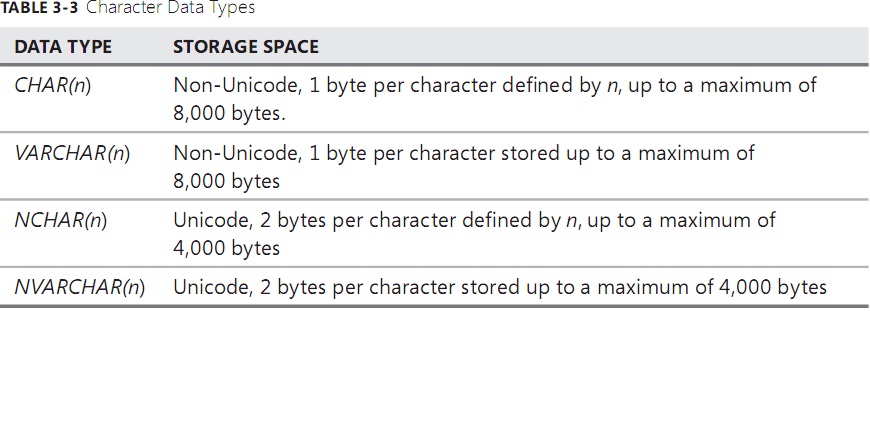 TABLE 3-3 Character Data Types
DATA TYPE STORAGE SPACE
CHAR(n) Non-Unicode, 1 byte per character defined by n, up to a maximum of
8,000 bytes.
VARCHAR(n) Non-Unicode, 1 byte per character stored up to a maximum of
8,000 bytes
NCHAR(n) Unicode, 2 bytes per character defined by n, up to a maximum of
4,000 bytes
NVARCHAR(n) Unicode, 2 bytes per character stored up to a maximum of 4,000 bytes